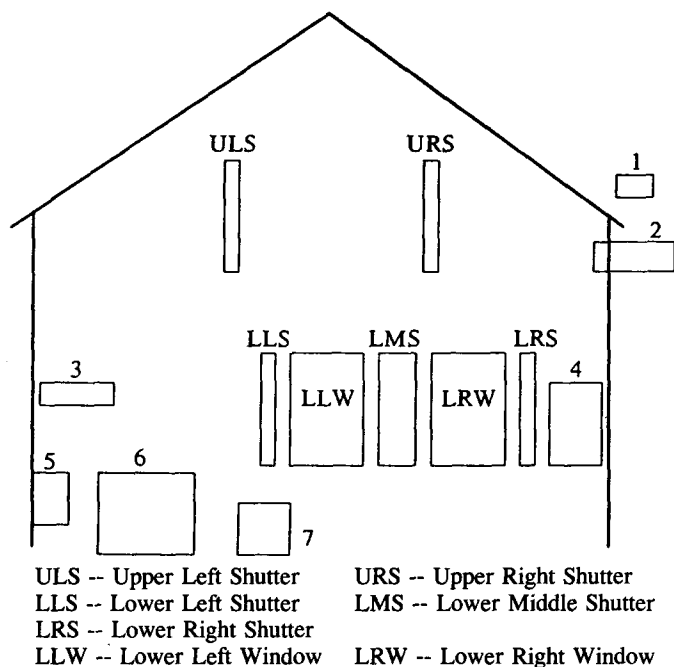 ULS URS
1
2
LLS LMS LRS
3 4
LLW LRW
5 6
7
ULS -- Upper Left Shutter URS -- Upper Right Shutter
LLS -- Lower Left Shutter LMS -- Lower Middle Shutter
LRS -- Lower Right Shutter
LLW -- Lower Left Window LRW -- Lower Right Window